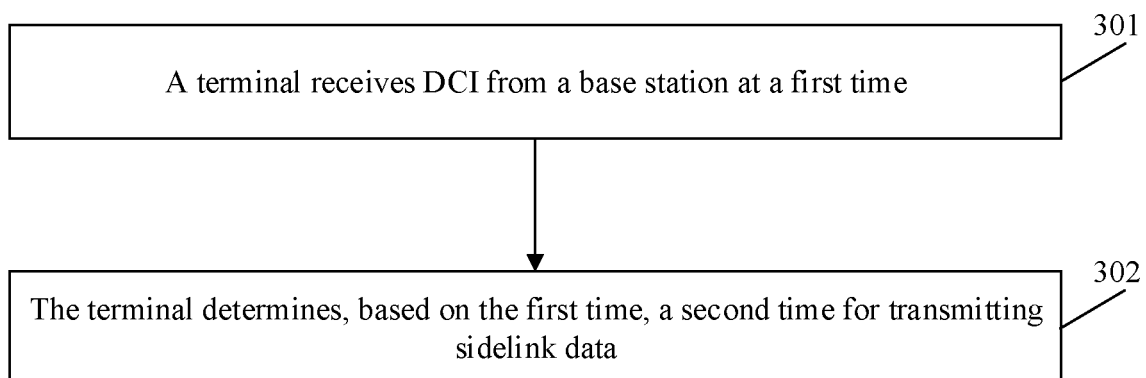 301
A terminal receives DCI from a base station at a first time
302
The terminal determines, based on the first time, a second time for transmitting
sidelink data